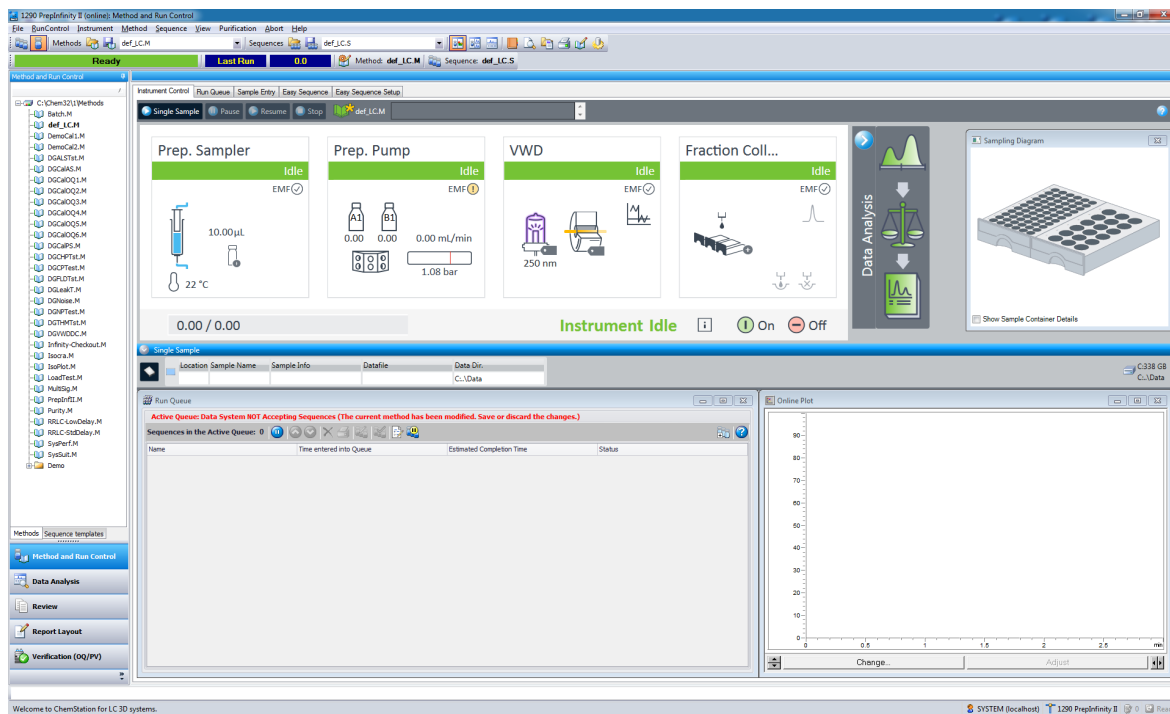 1290 PrepInfinity II (online): Method and Run Control
File RunControl Instrument Method Sequence View Purification Abort Help
Methods def_LC.M Sequences def_LC.S
Ready Last Run 0.0 Method: def_LC.M Sequence: def_LC.S
Method and Run Control
Instrument Control Run Queue Sample Entry Easy Sequence Easy Sequence Setup
Single Sample Pause Resume Stop def_LC.M
C:\Chem32\1\Methods
Batch.M
def_LC.M
DemoCal1.M
DemoCal2.M
DGALSTst.M
DGCalAS.M
DGCalOQ1.M
DGCalOQ2.M
DGCalOQ3.M
DGCalOQ4.M
DGCalOQ5.M
DGCalOQ6.M
DGCalPS.M
DGCHPTst.M
DGCPTest.M
DGFLDTst.M
DGLeakT.M
DGNoise.M
DGNPTest.M
DGTHMTst.M
DGVWDDC.M
Infinity-Checkout.M
Isocra.M
IsoPlot.M
LoadTest.M
MultiSig.M
PrepInfII.M
Purity.M
RRLC-LowDelay.M
RRLC-StdDelay.M
SysPerf.M
SysSuit.M
Demo
Methods Sequence templates
Method and Run Control
Data Analysis
Review
Report Layout
Verification (OQ/PV)
Prep. Sampler
Idle
EMF
10.00 µL
22 °C
Prep. Pump
Idle
EMF
A1 B1
0.00 0.00 0.00 mL/min
1.08 bar
VWD
Idle
EMF
250 nm
Fraction Coll...
Idle
EMF
0.00 / 0.00
Instrument Idle On Off
Data Analysis
Sampling Diagram
Show Sample Container Details
Single Sample
Location Sample Name Sample Info Datafile Data Dir.
C:..\Data
C:338 GB
C:..\Data
Run Queue
Active Queue: Data System NOT Accepting Sequences (The current method has been modified. Save or discard the changes.)
Sequences in the Active Queue: 0
Name Time entered into Queue Estimated Completion Time Status
Online Plot
90
80
70
60
50
40
30
20
10
0
0 0.5 1 1.5 2 2.5 min
Change... Adjust
Welcome to ChemStation for LC 3D systems.
SYSTEM (localhost) 1290 PrepInfinity II 0